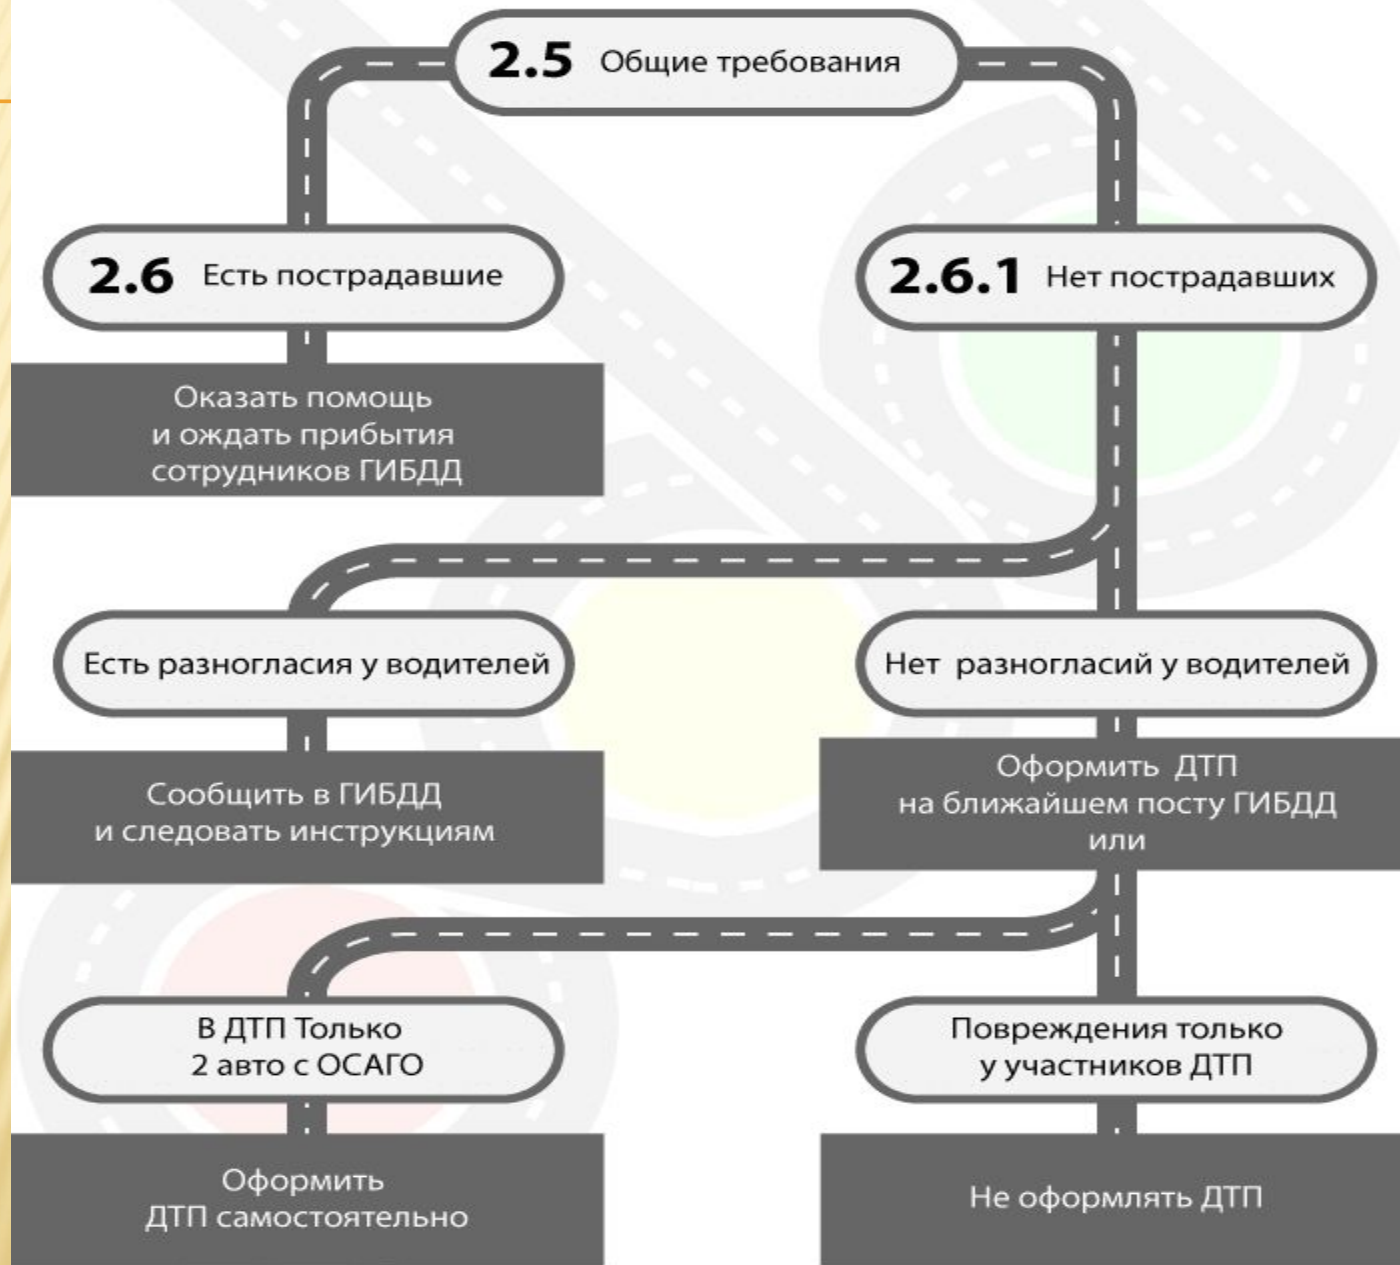 2.5 Общие требования
2.6 Есть пострадавшие
2.6.1 Нет пострадавших
Оказать помощь
и ождать прибытия
сотрудников ГИБДД
Есть разногласия у водителей
Нет разногласий у водителей
Сообщить в ГИБДД
и следовать инструкциям
Оформить ДТП
на ближайшем посту ГИБДД
или
В ДТП Только
2 авто с ОСАГО
Повреждения только
у участников ДТП
Оформить
ДТП самостоятельно
Не оформлять ДТП